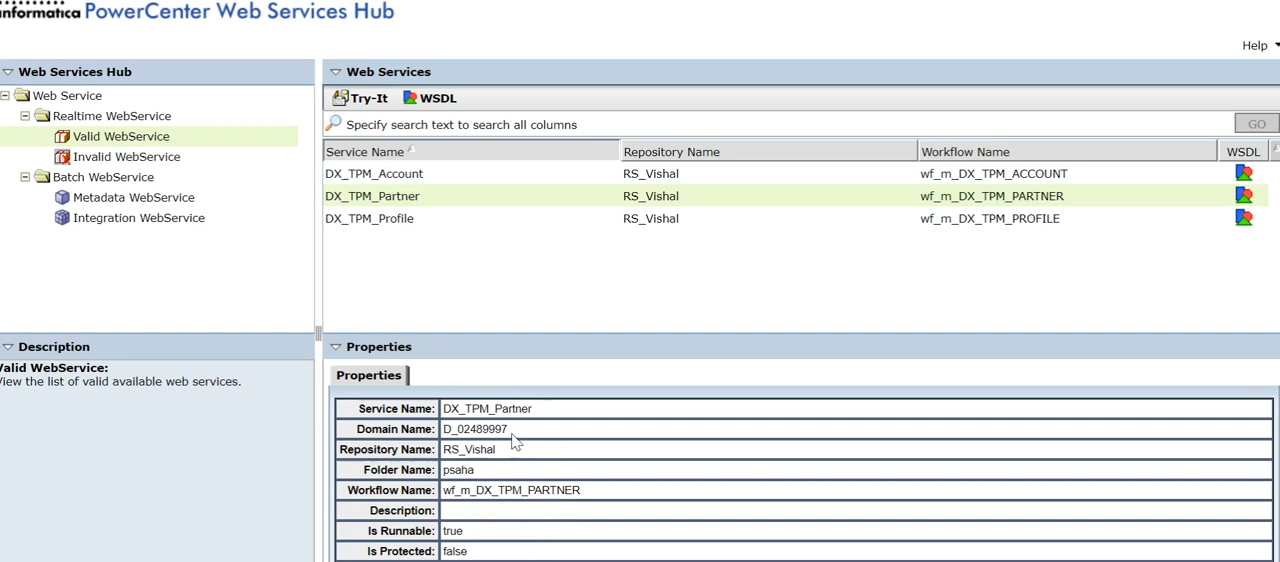 informatica PowerCenter Web Services Hub
Help
Web Services Hub
Web Service
Realtime WebService
Valid WebService
Invalid WebService
Batch WebService
Metadata WebService
Integration WebService
Web Services
Try-It WSDL
Specify search text to search all columns GO
Service Name Repository Name Workflow Name WSDL
DX_TPM_Account RS_Vishal wf_m_DX_TPM_ACCOUNT
DX_TPM_Partner RS_Vishal wf_m_DX_TPM_PARTNER
DX_TPM_Profile RS_Vishal wf_m_DX_TPM_PROFILE
Description
Valid WebService:
View the list of valid available web services.
Properties
Properties
Service Name: DX_TPM_Partner
Domain Name: D_02489997
Repository Name: RS_Vishal
Folder Name: psaha
Workflow Name: wf_m_DX_TPM_PARTNER
Description:
Is Runnable: true
Is Protected: false